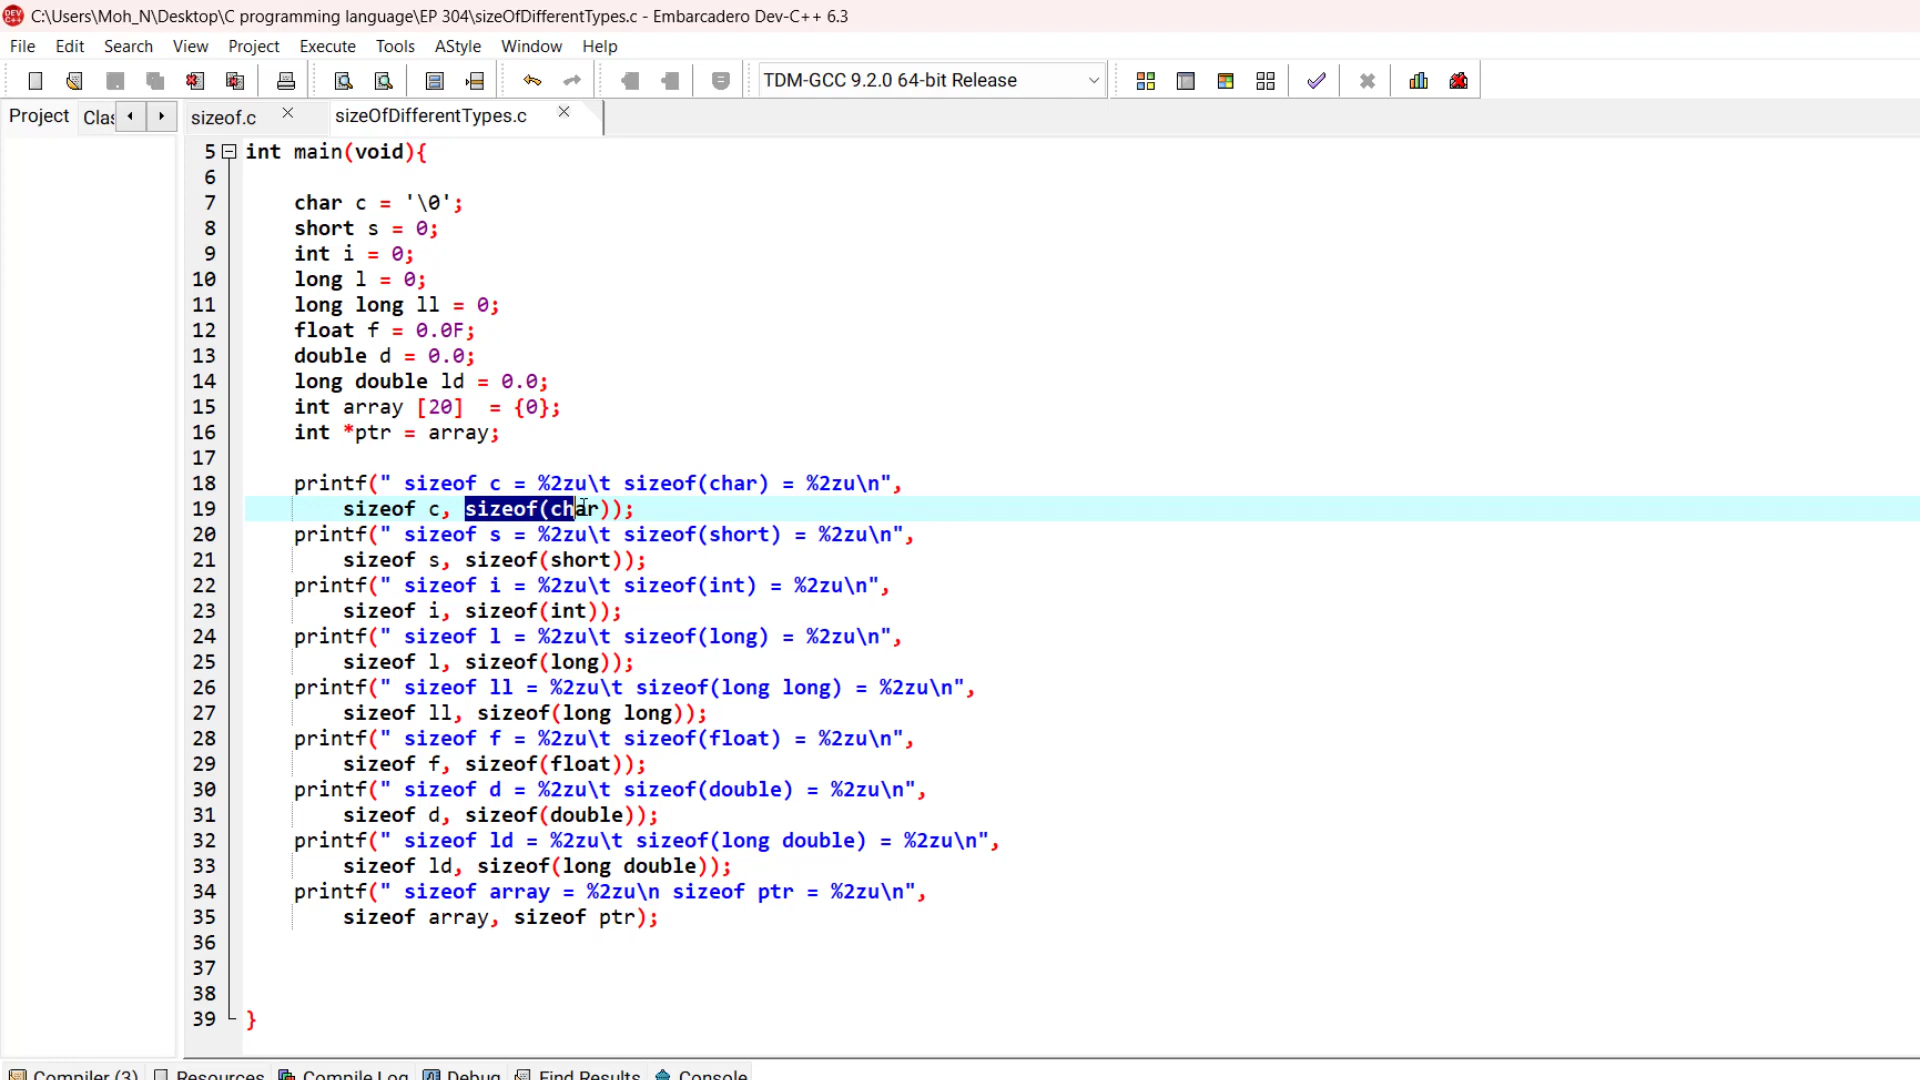 C:\Users\Moh_N\Desktop\C programming language\EP 304\sizeOfDifferentTypes.c - Embarcadero Dev-C++ 6.3
File Edit Search View Project Execute Tools AStyle Window Help
TDM-GCC 9.2.0 64-bit Release
Project Clas sizeof.c sizeOfDifferentTypes.c
5 int main(void){
6
7 char c = '\0';
8 short s = 0;
9 int i = 0;
10 long l = 0;
11 long long ll = 0;
12 float f = 0.0F;
13 double d = 0.0;
14 long double ld = 0.0;
15 int array [20]  = {0};
16 int *ptr = array;
17
18 printf(" sizeof c = %2zu\t sizeof(char) = %2zu\n",
19 sizeof c, sizeof(char));
20 printf(" sizeof s = %2zu\t sizeof(short) = %2zu\n",
21 sizeof s, sizeof(short));
22 printf(" sizeof i = %2zu\t sizeof(int) = %2zu\n",
23 sizeof i, sizeof(int));
24 printf(" sizeof l = %2zu\t sizeof(long) = %2zu\n",
25 sizeof l, sizeof(long));
26 printf(" sizeof ll = %2zu\t sizeof(long long) = %2zu\n",
27 sizeof ll, sizeof(long long));
28 printf(" sizeof f = %2zu\t sizeof(float) = %2zu\n",
29 sizeof f, sizeof(float));
30 printf(" sizeof d = %2zu\t sizeof(double) = %2zu\n",
31 sizeof d, sizeof(double));
32 printf(" sizeof ld = %2zu\t sizeof(long double) = %2zu\n",
33 sizeof ld, sizeof(long double));
34 printf(" sizeof array = %2zu\n sizeof ptr = %2zu\n",
35 sizeof array, sizeof ptr);
36
37
38
39 }
Compiler (3) Resources Compile Log Debug Find Results Console